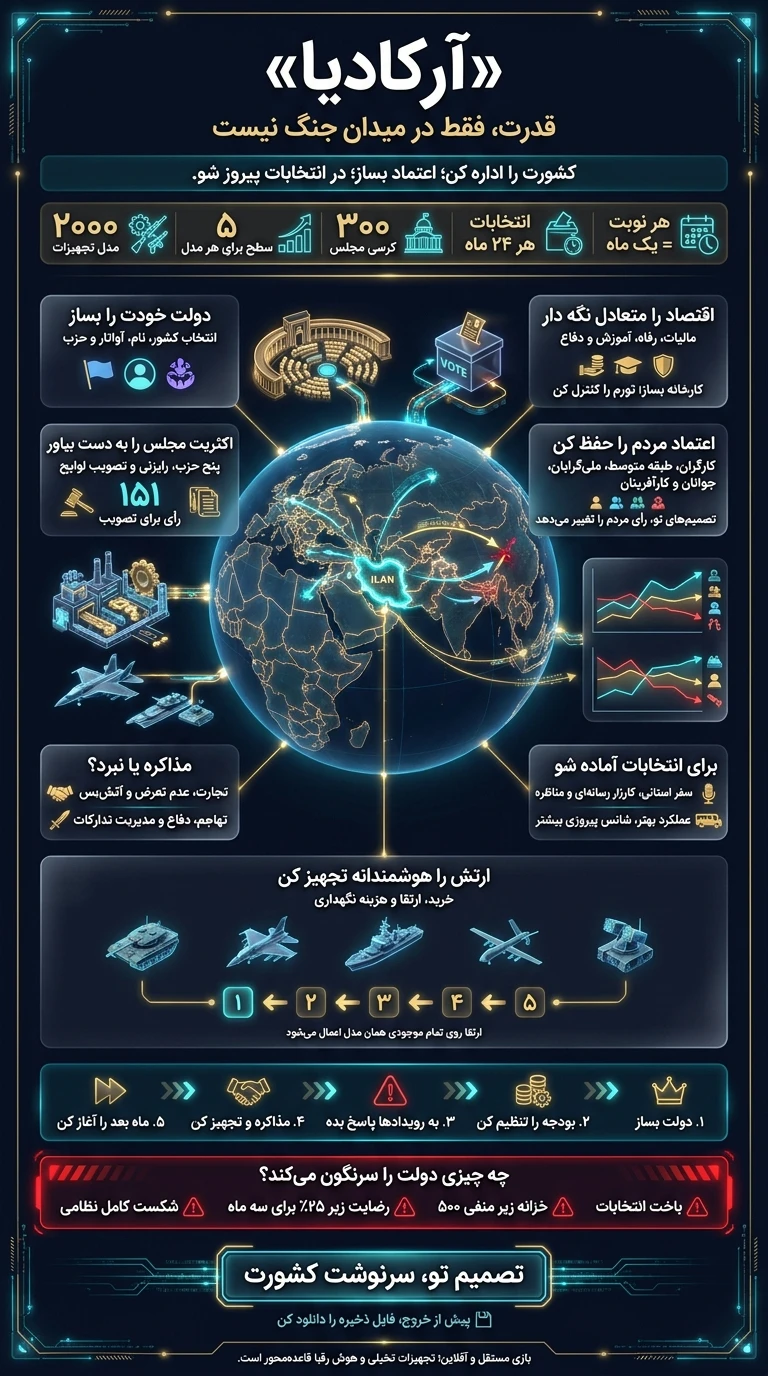 «آرکادیا»
قدرت، فقط در میدان جنگ نیست
کشورت را اداره کن؛ اعتماد بساز؛ در انتخابات پیروز شو.
هر نوبت
= یک ماه
انتخابات
هر ۲۴ ماه
۳۰۰
کرسی مجلس
۵
سطح برای هر مدل
۲۰۰۰
مدل تجهیزات
اقتصاد را متعادل نگه دار
مالیات، رفاه، آموزش و دفاع
کارخانه بساز؛ تورم را کنترل کن
دولت خودت را بساز
انتخاب کشور، نام، آواتار و حزب
VOTE
اعتماد مردم را حفظ کن
کارگران، طبقه متوسط، ملی‌گرایان،
جوانان و کارآفرینان
تصمیم‌های تو، رأی مردم را تغییر می‌دهد
اکثریت مجلس را به دست بیاور
پنج حزب، رایزنی و تصویب لوایح
۱۵۱
رأی برای تصویب
ILAN
برای انتخابات آماده شو
سفر استانی، کارزار رسانه‌ای و مناظره
عملکرد بهتر، شانس پیروزی بیشتر
مذاکره یا نبرد؟
تجارت، عدم تعرض و آتش‌بس
تهاجم، دفاع و مدیریت تدارکات
ارتش را هوشمندانه تجهیز کن
خرید، ارتقا و هزینه نگهداری
۵
۴
۳
۲
۱
ارتقا روی تمام موجودی همان مدل اعمال می‌شود
۱. دولت بساز
۲. بودجه را تنظیم کن
۳. به رویدادها پاسخ بده
۴. مذاکره و تجهیز کن
۵. ماه بعد را آغاز کن
چه چیزی دولت را سرنگون می‌کند؟
باخت انتخابات
خزانه زیر منفی ۵۰۰
رضایت زیر ۲۵٪ برای سه ماه
شکست کامل نظامی
تصمیم تو، سرنوشت کشورت
پیش از خروج، فایل ذخیره را دانلود کن
بازی مستقل و آفلاین؛ تجهیزات تخیلی و هوش رقبا قاعده‌محور است.